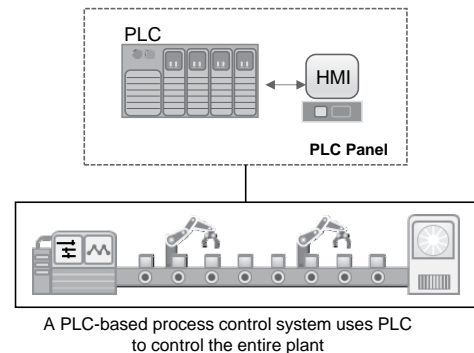 PLC
HMI
PLC Panel
A PLC-based process control system uses PLC
to control the entire plant